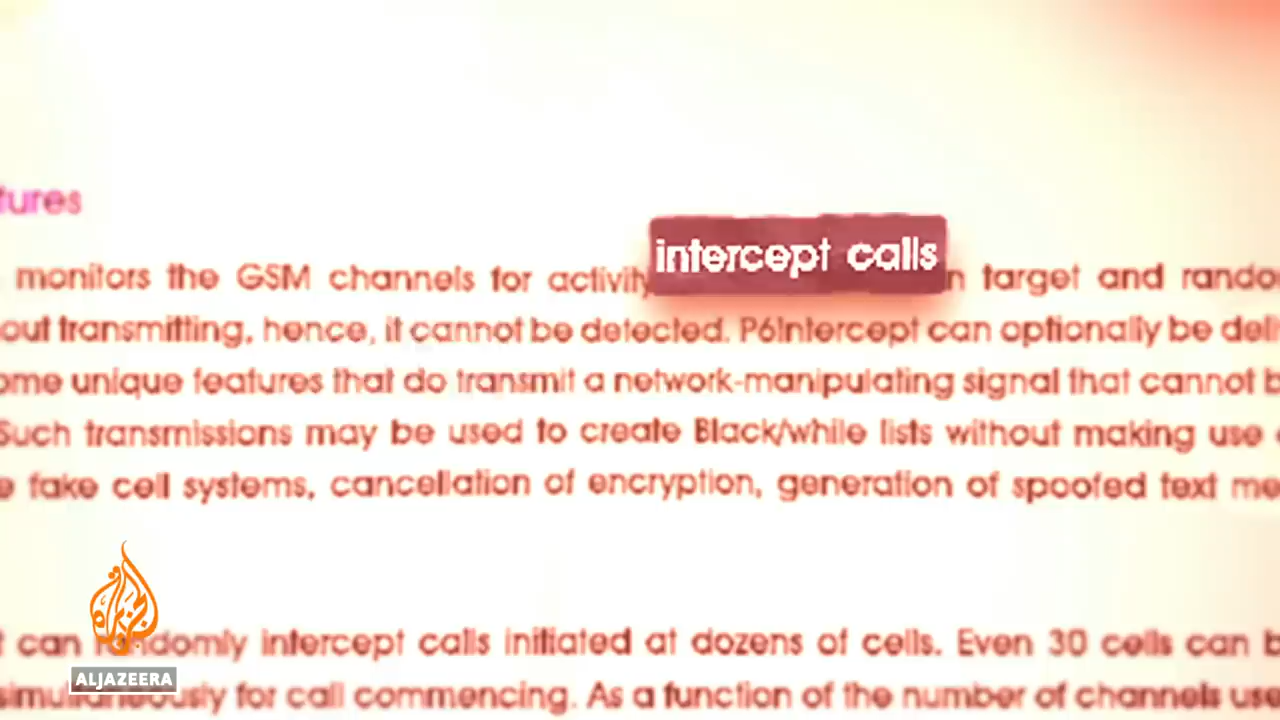 tures
intercept calls
monitors the GSM channels for activity n target and rando
out transmitting, hence, it cannot be detected. P6Intercept can optionally be deli
ome unique features that do transmit a network-manipulating signal that cannot b
Such transmissions may be used to create Black/while lists without making use
e fake cell systems, cancellation of encryption, generation of spoofed text me
t can randomly intercept calls initiated at dozens of cells. Even 30 cells can b
simultaneously for call commencing. As a function of the number of channels use
ALJAZEERA